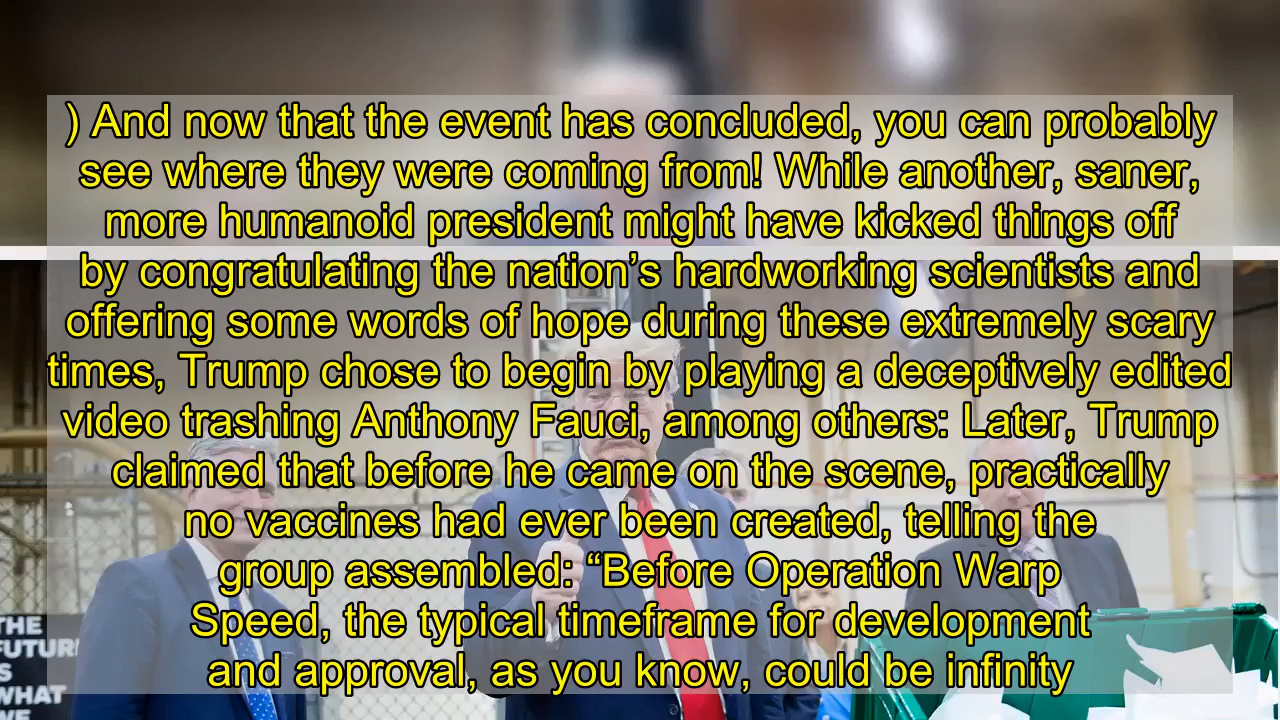 ) And now that the event has concluded, you can probably
see where they were coming from! While another, saner,
more humanoid president might have kicked things off
by congratulating the nation’s hardworking scientists and
offering some words of hope during these extremely scary
times, Trump chose to begin by playing a deceptively edited
video trashing Anthony Fauci, among others: Later, Trump
claimed that before he came on the scene, practically
no vaccines had ever been created, telling the
group assembled: “Before Operation Warp
Speed, the typical timeframe for development
and approval, as you know, could be infinity
THE
FUTUR
IS
WHAT
WE